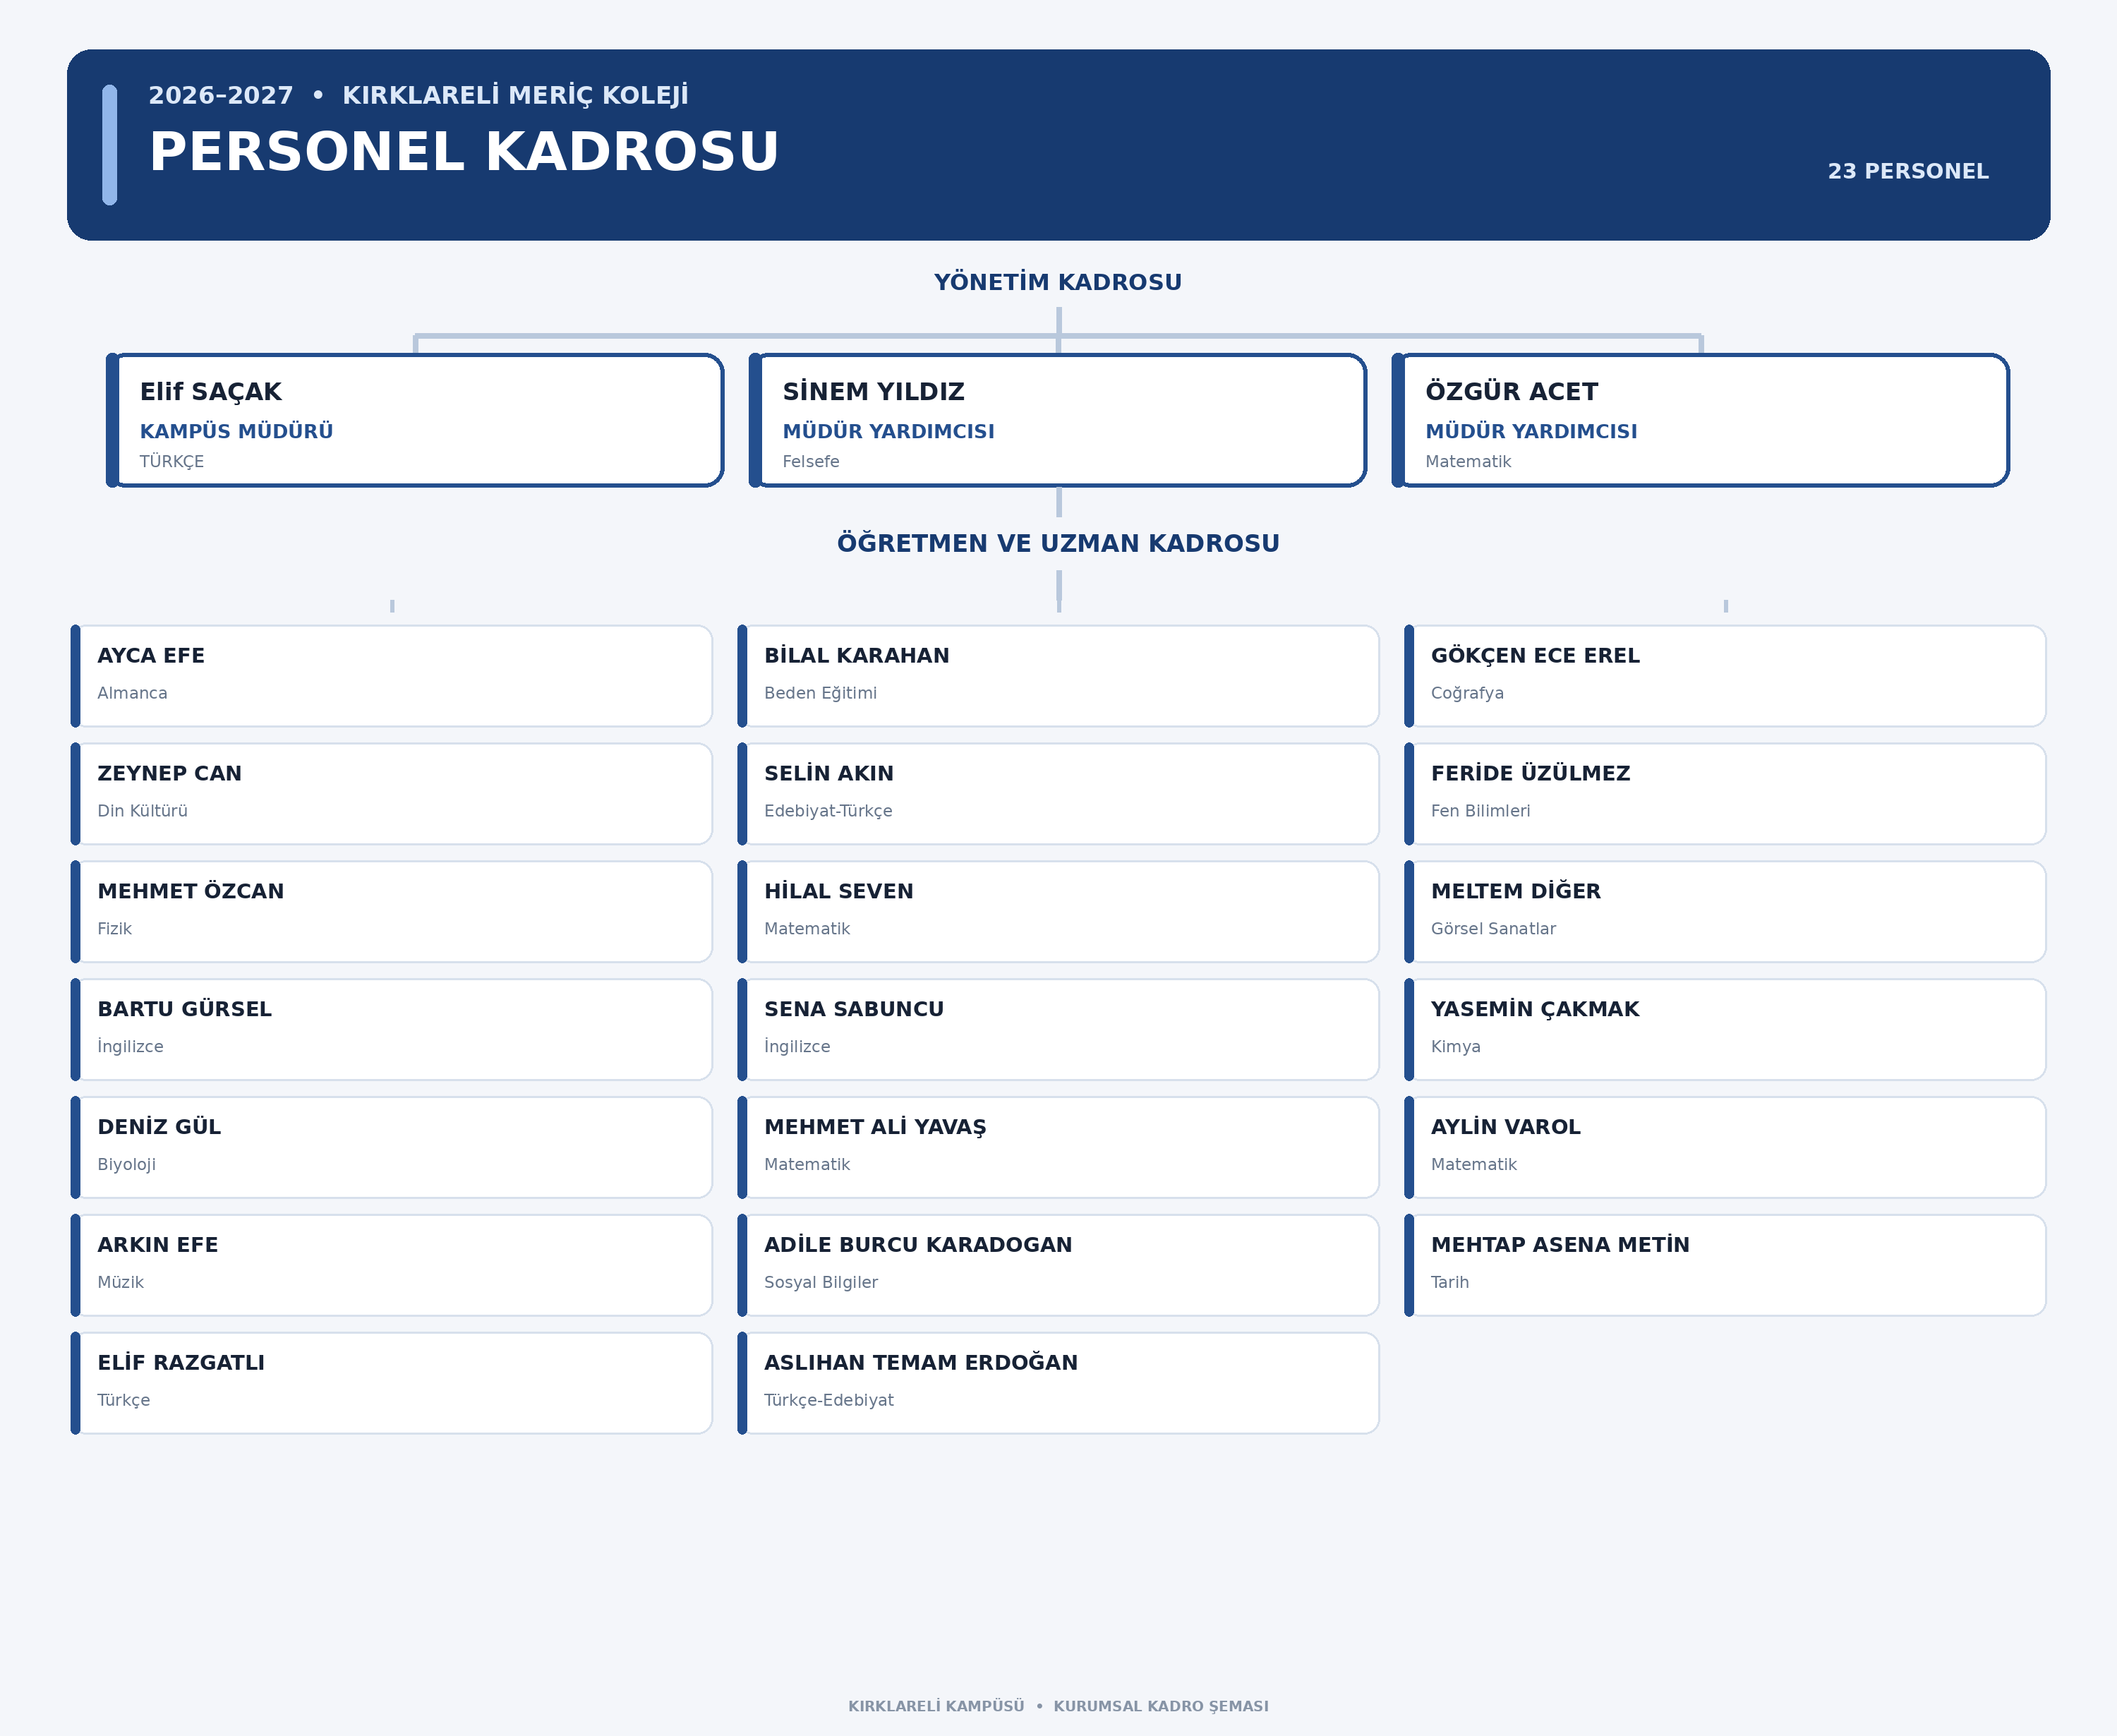 2026–2027 • KIRKLARELİ MERİÇ KOLEJİ
PERSONEL KADROSU
23 PERSONEL
YÖNETİM KADROSU
Elif SAÇAK
KAMPÜS MÜDÜRÜ
TÜRKÇE
SİNEM YILDIZ
MÜDÜR YARDIMCISI
Felsefe
ÖZGÜR ACET
MÜDÜR YARDIMCISI
Matematik
ÖĞRETMEN VE UZMAN KADROSU
AYCA EFE
Almanca
BİLAL KARAHAN
Beden Eğitimi
GÖKÇEN ECE EREL
Coğrafya
ZEYNEP CAN
Din Kültürü
SELİN AKIN
Edebiyat-Türkçe
FERİDE ÜZÜLMEZ
Fen Bilimleri
MEHMET ÖZCAN
Fizik
HİLAL SEVEN
Matematik
MELTEM DİĞER
Görsel Sanatlar
BARTU GÜRSEL
İngilizce
SENA SABUNCU
İngilizce
YASEMİN ÇAKMAK
Kimya
DENİZ GÜL
Biyoloji
MEHMET ALİ YAVAŞ
Matematik
AYLİN VAROL
Matematik
ARKIN EFE
Müzik
ADİLE BURCU KARADOGAN
Sosyal Bilgiler
MEHTAP ASENA METİN
Tarih
ELİF RAZGATLI
Türkçe
ASLIHAN TEMAM ERDOĞAN
Türkçe-Edebiyat
KIRKLARELİ KAMPÜSÜ • KURUMSAL KADRO ŞEMASI